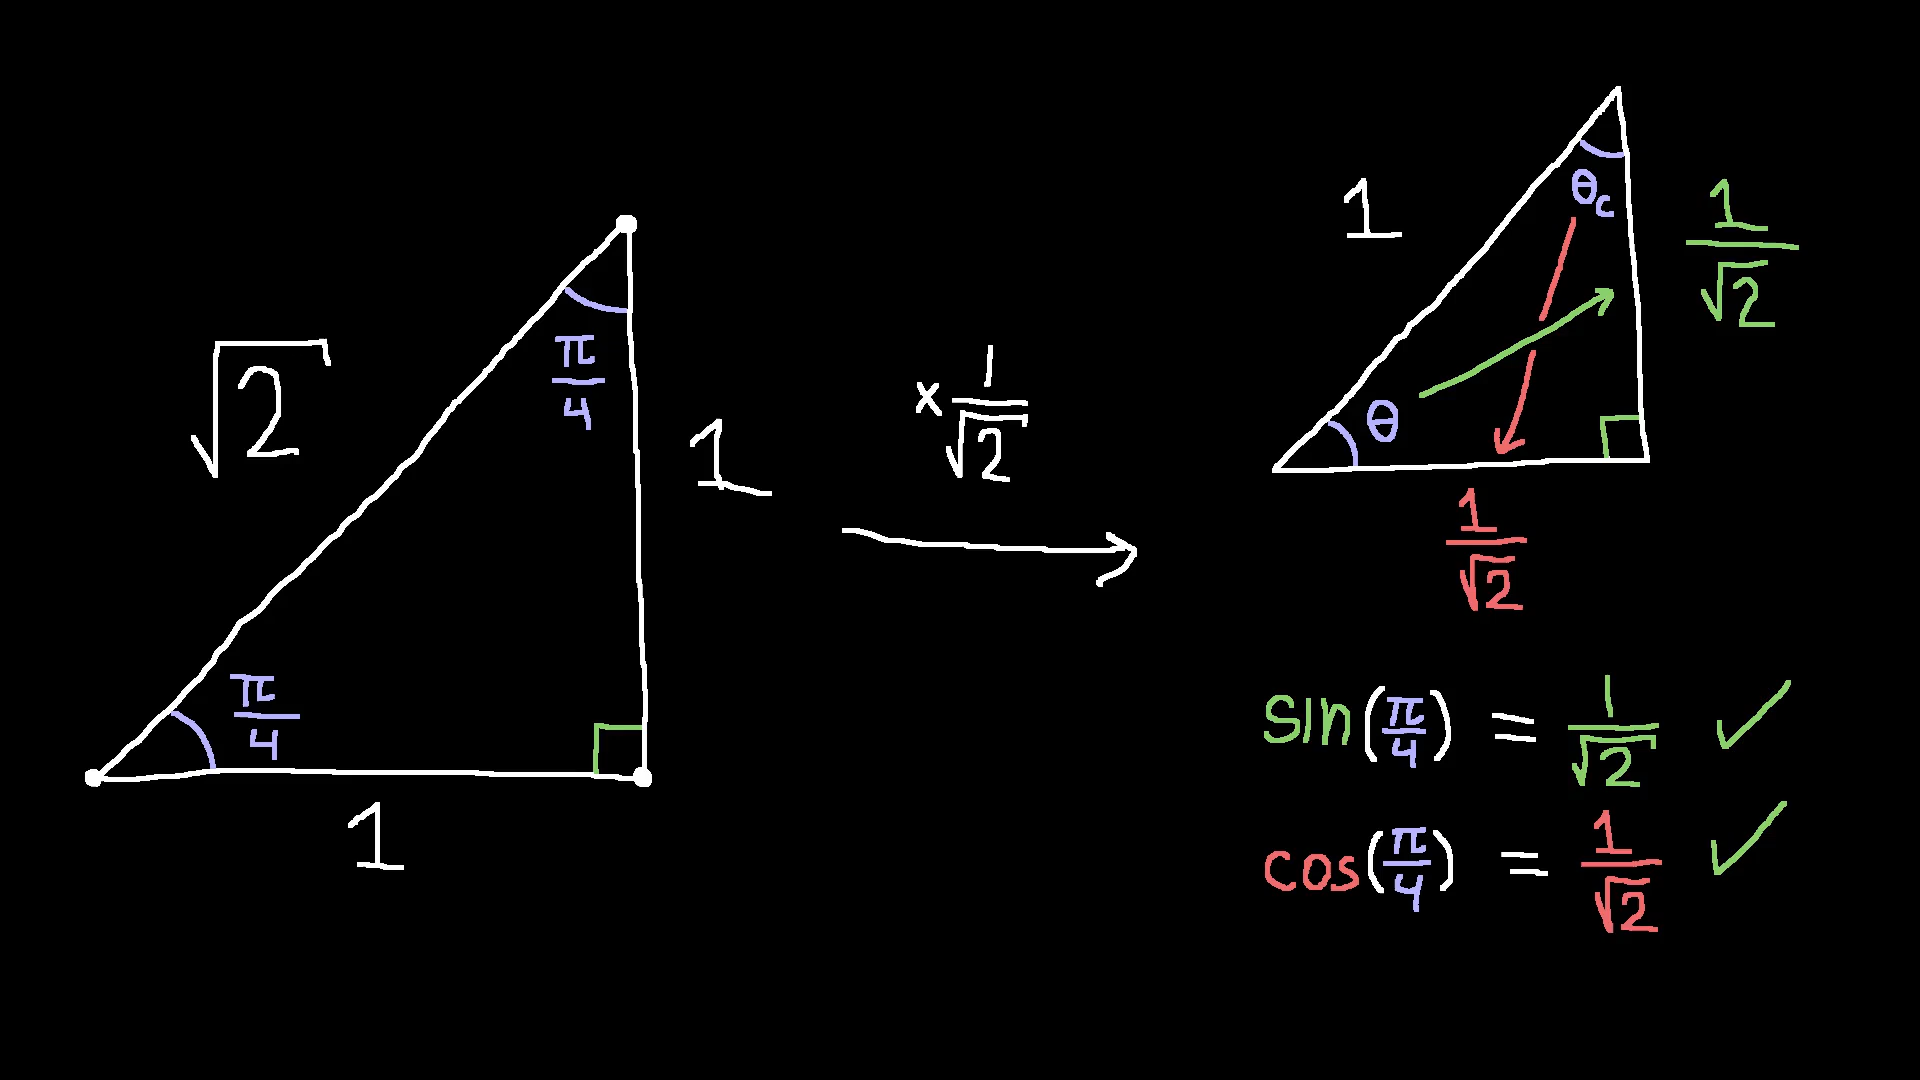 √2
π/4
1
π/4
1
× 1/√2
1
θc
1/√2
θ
1/√2
sin(π/4) = 1/√2 ✓
cos(π/4) = 1/√2 ✓